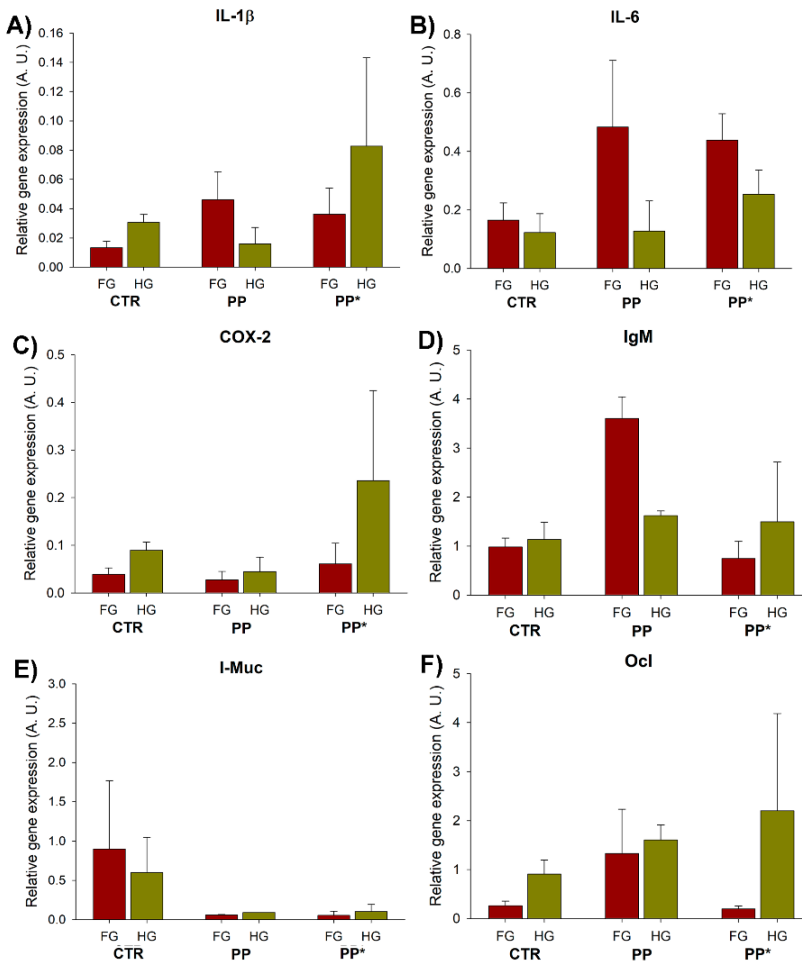 A)
IL-1β
Relative gene expression (A. U.)
0.16
0.14
0.12
0.10
0.08
0.06
0.04
0.02
0.00
FG HG FG HG FG HG
CTR PP PP*
B)
IL-6
Relative gene expression (A. U.)
0.8
0.6
0.4
0.2
0.0
FG HG FG HG FG HG
CTR PP PP*
C)
COX-2
Relative gene expression (A. U.)
0.5
0.4
0.3
0.2
0.1
0.0
FG HG FG HG FG HG
CTR PP PP*
D)
IgM
Relative gene expression (A. U.)
5
4
3
2
1
0
FG HG FG HG FG HG
CTR PP PP*
E)
I-Muc
Relative gene expression (A. U.)
3.0
2.5
2.0
1.5
1.0
0.5
0.0
FG HG FG HG FG HG
CTR PP PP*
F)
Ocl
Relative gene expression (A. U.)
5
4
3
2
1
0
FG HG FG HG FG HG
CTR PP PP*